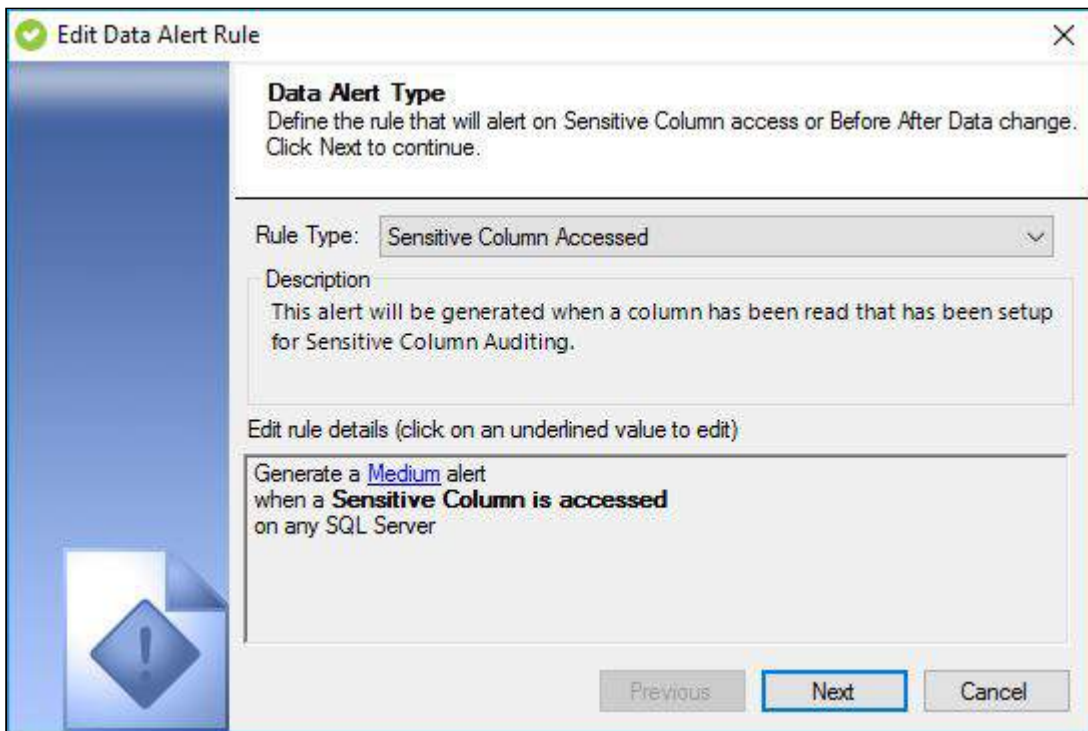 Edit Data Alert Rule
Data Alert Type
Define the rule that will alert on Sensitive Column access or Before After Data change.
Click Next to continue.
Rule Type: Sensitive Column Accessed
Description
This alert will be generated when a column has been read that has been setup
for Sensitive Column Auditing.
Edit rule details (click on an underlined value to edit)
Generate a Medium alert
when a Sensitive Column is accessed
on any SQL Server
Previous Next Cancel